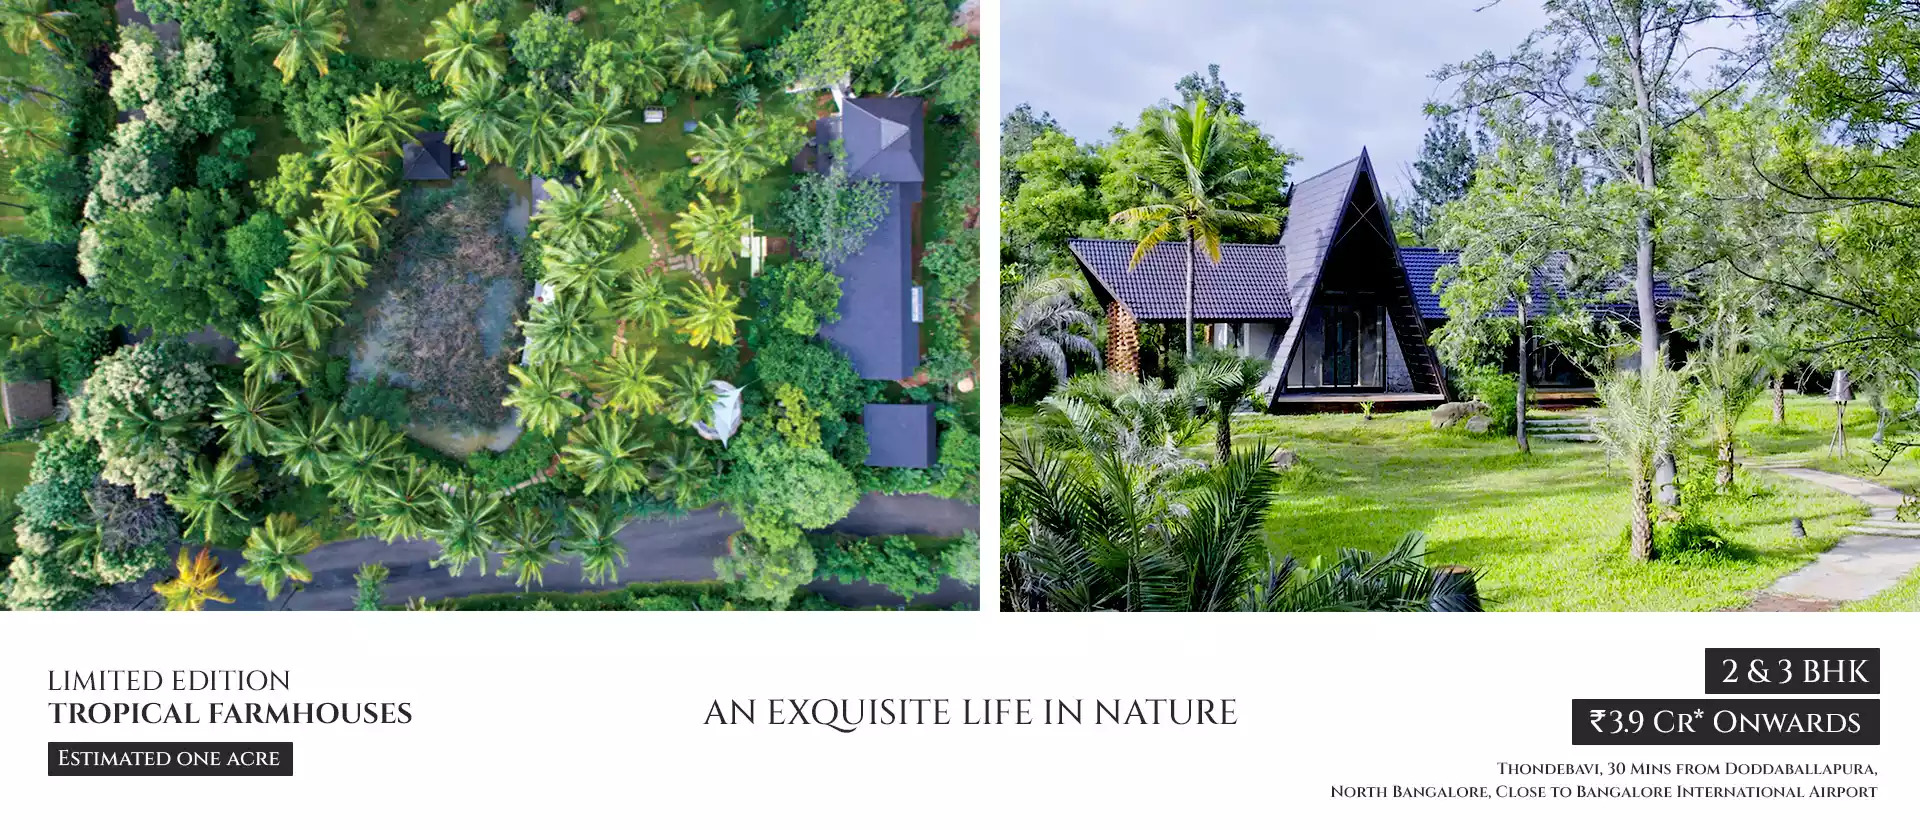 LIMITED EDITION
TROPICAL FARMHOUSES
ESTIMATED ONE ACRE
AN EXQUISITE LIFE IN NATURE
2 & 3 BHK
₹3.9 CR* ONWARDS
THONDEBAVI, 30 MINS FROM DODDABALLAPURA,
NORTH BANGALORE, CLOSE TO BANGALORE INTERNATIONAL AIRPORT